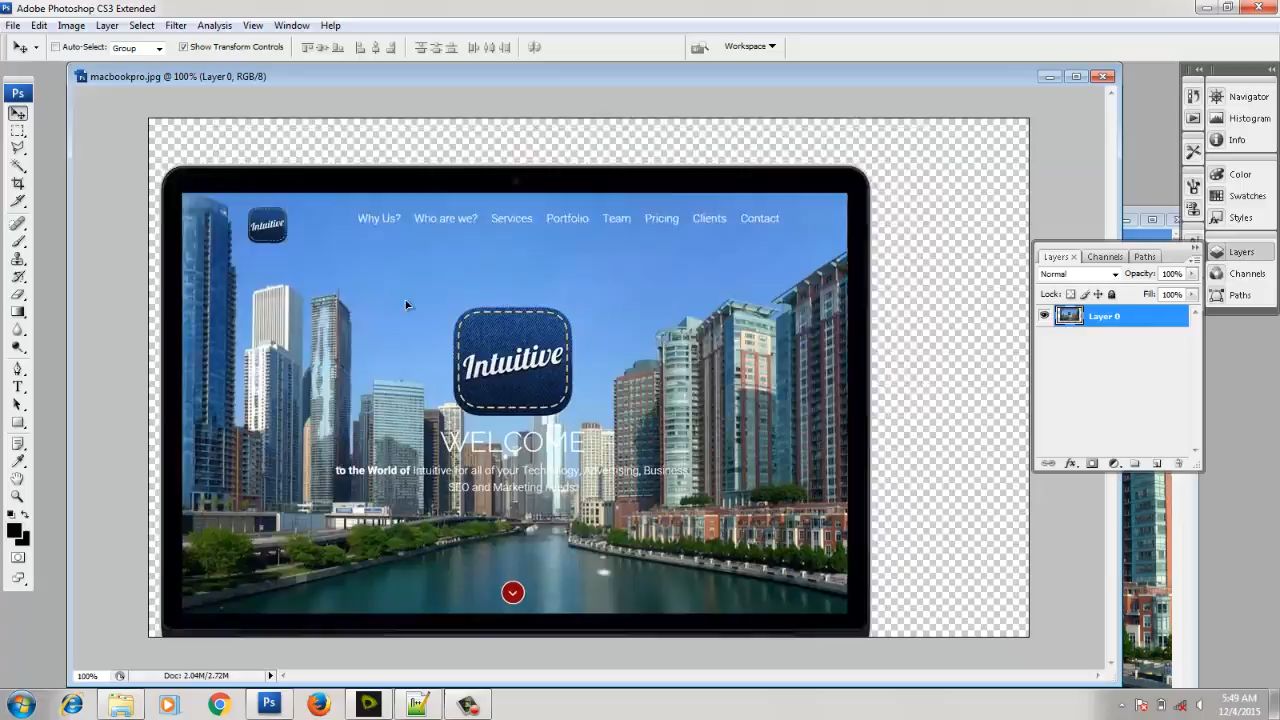 Ps Adobe Photoshop CS3 Extended
File Edit Image Layer Select Filter Analysis View Window Help
Auto-Select: Group Show Transform Controls Workspace
macbookpro.jpg @ 100% (Layer 0, RGB/8)
Ps
Navigator
Histogram
Info
Color
Swatches
Styles
Layers
Channels
Paths
Intuitive Why Us? Who are we? Services Portfolio Team Pricing Clients Contact
Intuitive
WELCOME
to the World of Intuitive for all of your Technology, Advertising, Business
SEO and Marketing needs
Layers × Channels Paths
Normal Opacity: 100%
Lock: Fill: 100%
Layer 0
T
fx
100% Doc: 2.04M/2.72M
Ps
5:49 AM
12/4/2015